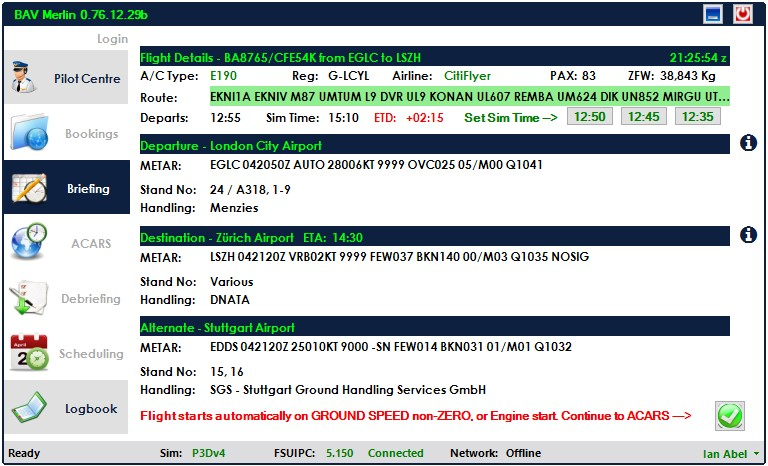 BAV Merlin 0.76.12.29b
Login
Pilot Centre
Bookings
Briefing
ACARS
Debriefing
April
20
Scheduling
Logbook
Flight Details - BA8765/CFE54K from EGLC to LSZH 21:25:54 z
A/C Type: E190 Reg: G-LCYL Airline: CitiFlyer PAX: 83 ZFW: 38,843 Kg
Route: EKNI1A EKNIV M87 UMTUM L9 DVR UL9 KONAN UL607 REMBA UM624 DIK UN852 MIRGU UT...
Departs: 12:55 Sim Time: 15:10 ETD: +02:15 Set Sim Time --> 12:50 12:45 12:35
Departure - London City Airport
METAR: EGLC 042050Z AUTO 28006KT 9999 OVC025 05/M00 Q1041
Stand No: 24 / A318, 1-9
Handling: Menzies
Destination - Zürich Airport ETA: 14:30
METAR: LSZH 042120Z VRB02KT 9999 FEW037 BKN140 00/M03 Q1035 NOSIG
Stand No: Various
Handling: DNATA
Alternate - Stuttgart Airport
METAR: EDDS 042120Z 25010KT 9000 -SN FEW014 BKN031 01/M01 Q1032
Stand No: 15, 16
Handling: SGS - Stuttgart Ground Handling Services GmbH
Flight starts automatically on GROUND SPEED non-ZERO, or Engine start. Continue to ACARS --->
Ready Sim: P3Dv4 FSUIPC: 5.150 Connected Network: Offline Ian Abel